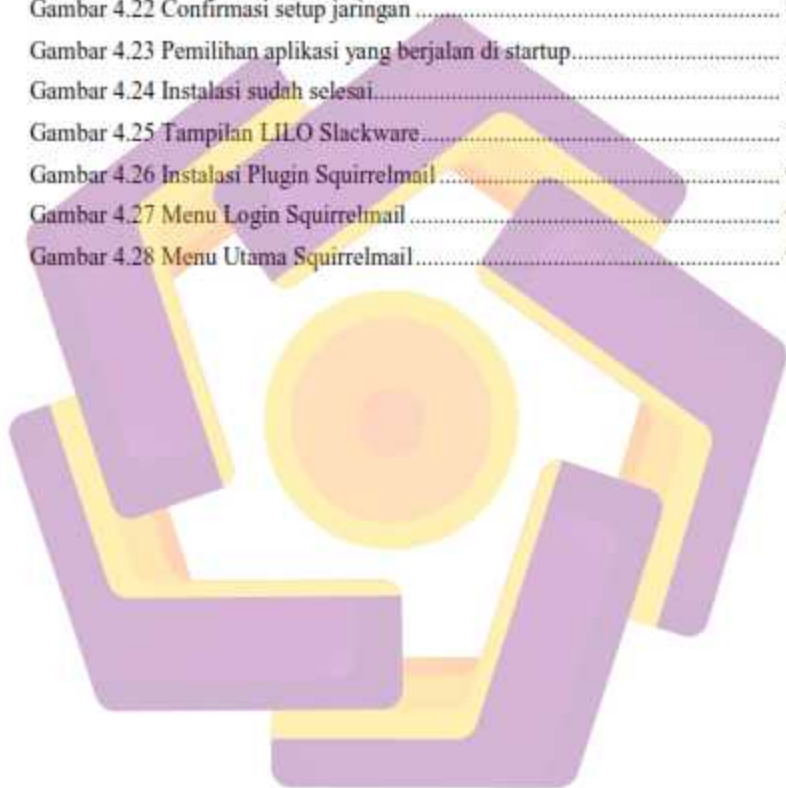 Gambar 4.22 Confirmasi setup jaringan ................................................................
Gambar 4.23 Pemilihan aplikasi yang berjalan di startup....................................
Gambar 4.24 Instalasi sudah selesai.......................................................................
Gambar 4.25 Tampilan LILO Slackware..............................................................
Gambar 4.26 Instalasi Plugin Squirrelmail ...........................................................
Gambar 4.27 Menu Login Squirrelmail ................................................................
Gambar 4.28 Menu Utama Squirrelmail................................................................